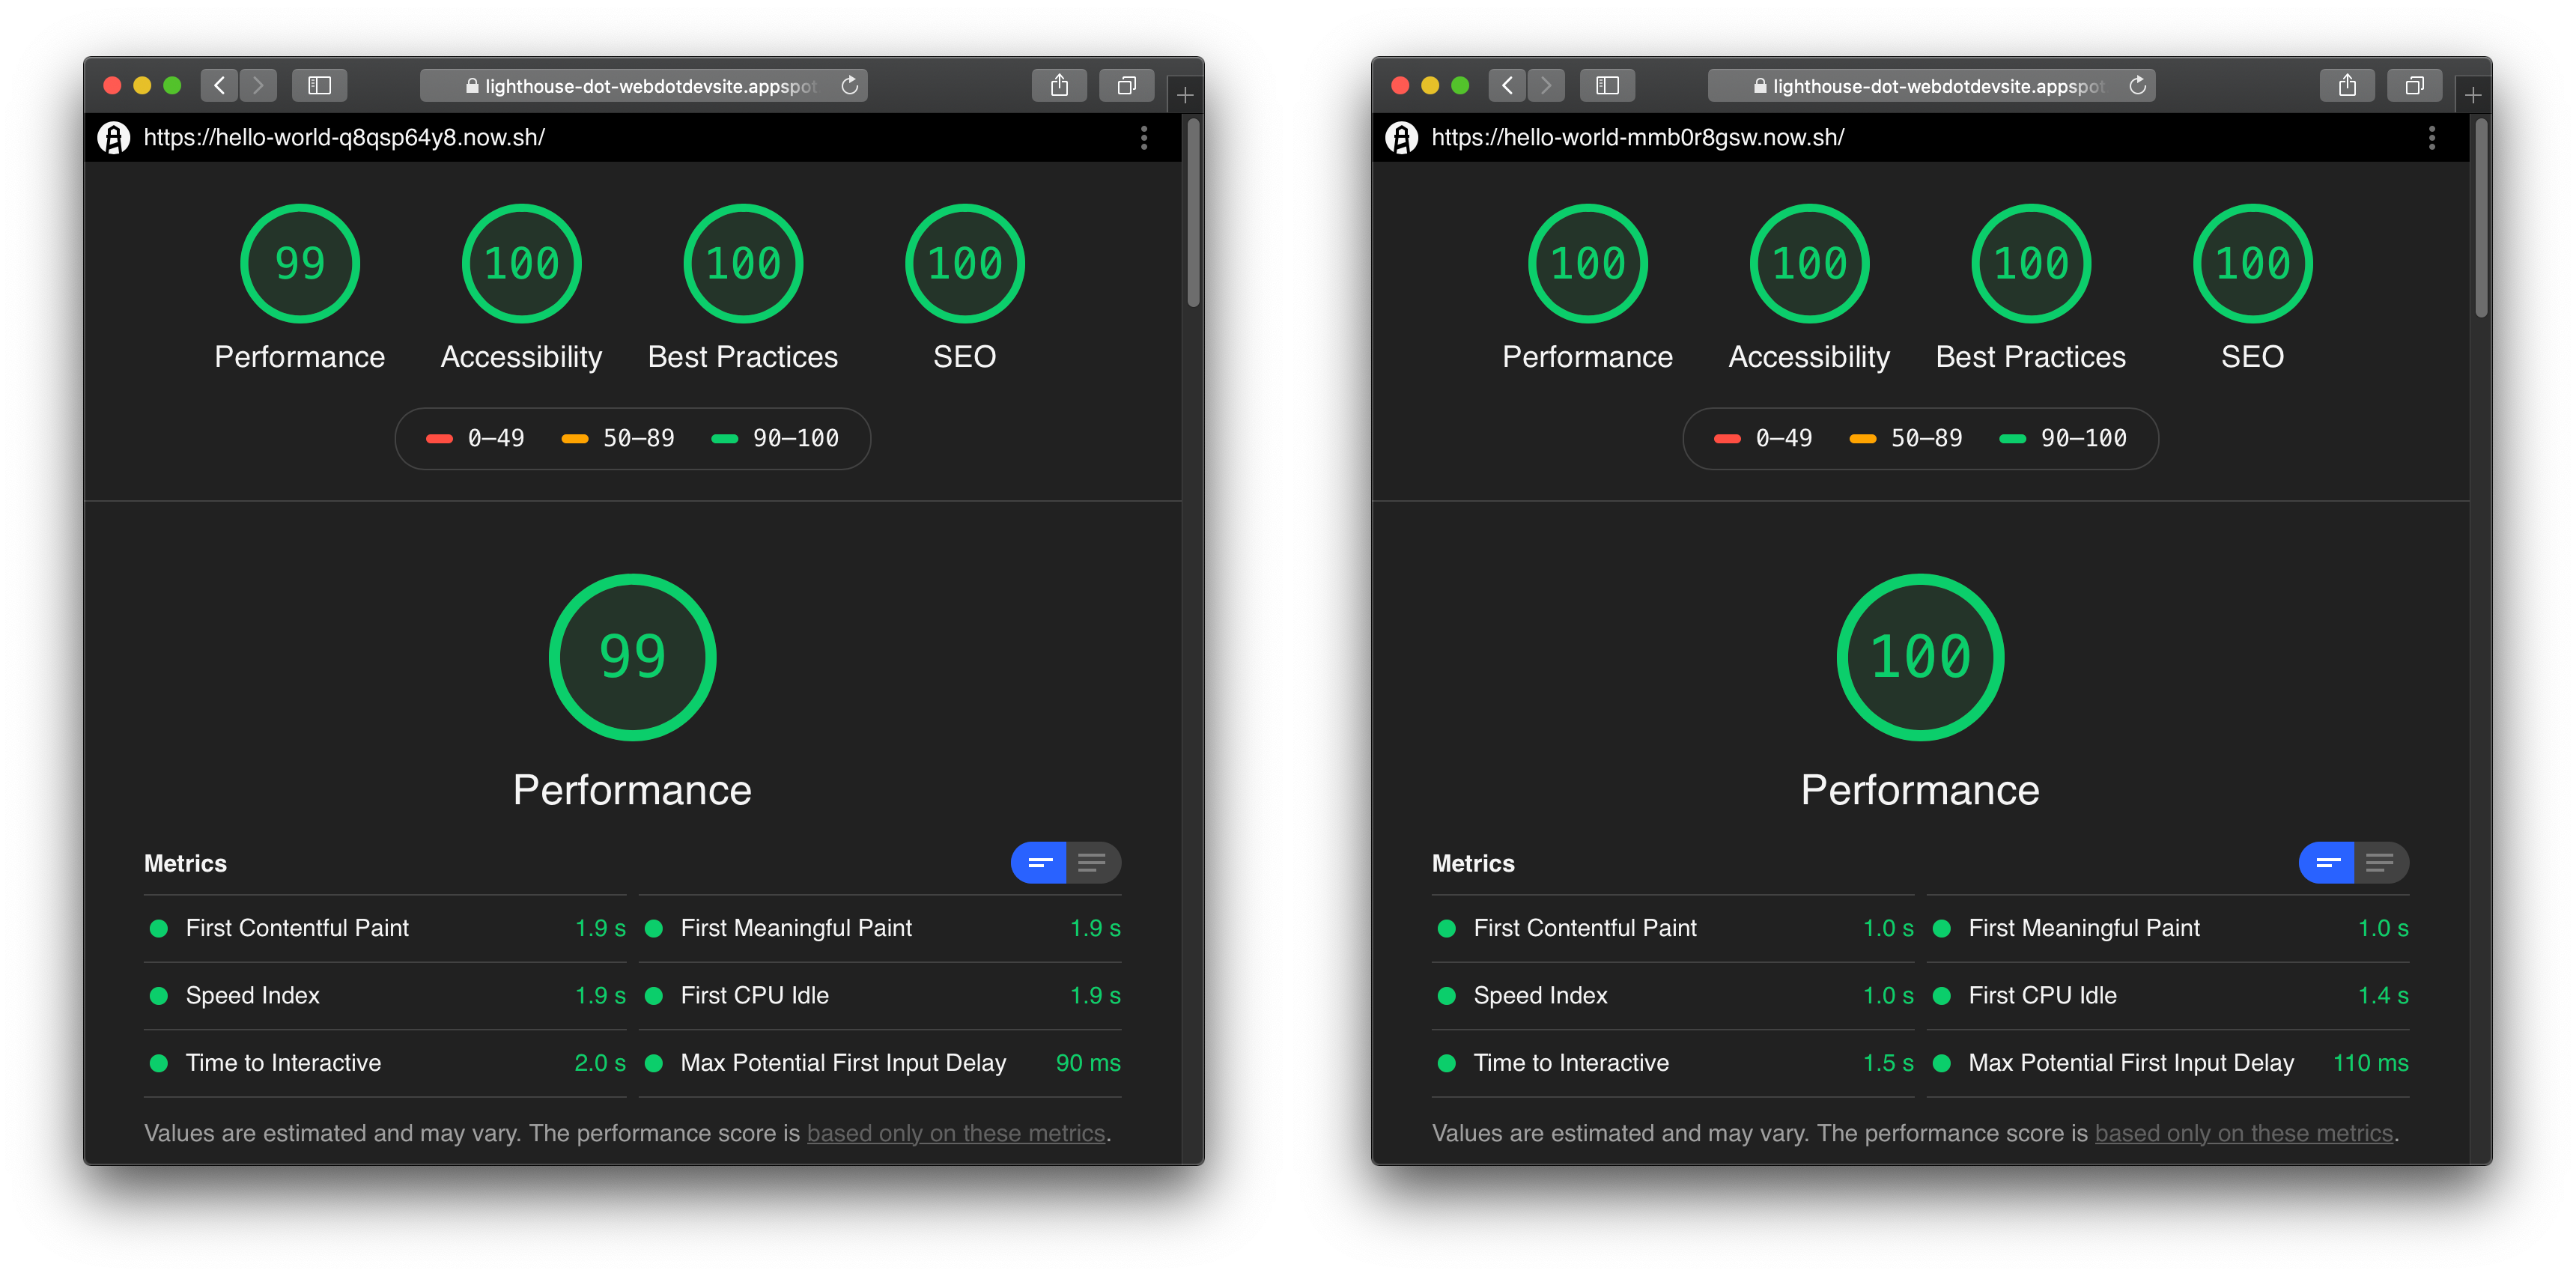 lighthouse-dot-webdotdevsite.appspot
https://hello-world-q8qsp64y8.now.sh/
99
100
100
100
Performance
Accessibility
Best Practices
SEO
0–49
50–89
90–100
99
Performance
Metrics
First Contentful Paint 1.9 s
First Meaningful Paint 1.9 s
Speed Index 1.9 s
First CPU Idle 1.9 s
Time to Interactive 2.0 s
Max Potential First Input Delay 90 ms
Values are estimated and may vary. The performance score is based only on these metrics.
lighthouse-dot-webdotdevsite.appspot
https://hello-world-mmb0r8gsw.now.sh/
100
100
100
100
Performance
Accessibility
Best Practices
SEO
0–49
50–89
90–100
100
Performance
Metrics
First Contentful Paint 1.0 s
First Meaningful Paint 1.0 s
Speed Index 1.0 s
First CPU Idle 1.4 s
Time to Interactive 1.5 s
Max Potential First Input Delay 110 ms
Values are estimated and may vary. The performance score is based only on these metrics.